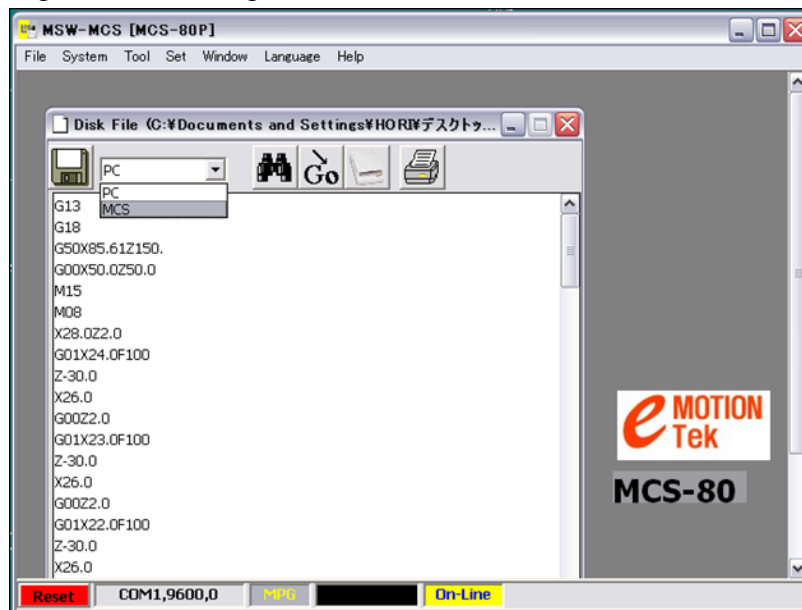 MSW-MCS [MCS-80P]
File System Tool Set Window Language Help
Disk File (C:¥Documents and Settings¥HORI¥デスクトッ...
PC
Go
PC
MCS
G13
G18
G50X85.61Z150.
G00X50.0Z50.0
M15
M08
X28.0Z2.0
G01X24.0F100
Z-30.0
X26.0
G00Z2.0
G01X23.0F100
Z-30.0
X26.0
G00Z2.0
G01X22.0F100
Z-30.0
X26.0
e MOTION
Tek
MCS-80
Reset COM1,9600,0 MPG On-Line